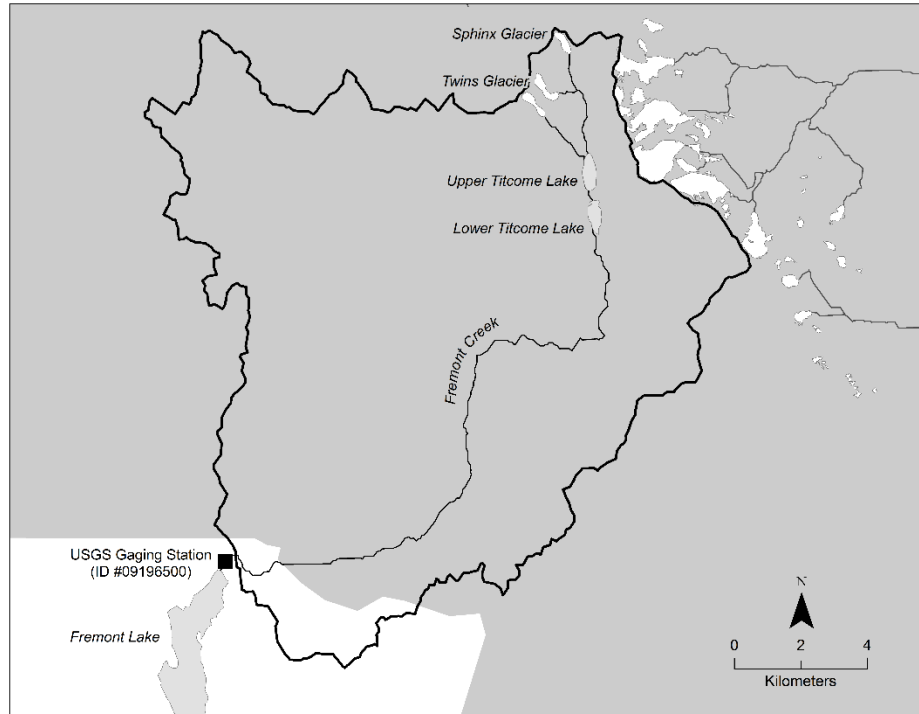 Sphinx Glacier
Twins Glacier
Upper Titcome Lake
Lower Titcome Lake
Fremont Creek
USGS Gaging Station
(ID #09196500)
Fremont Lake
N
0 2 4
Kilometers